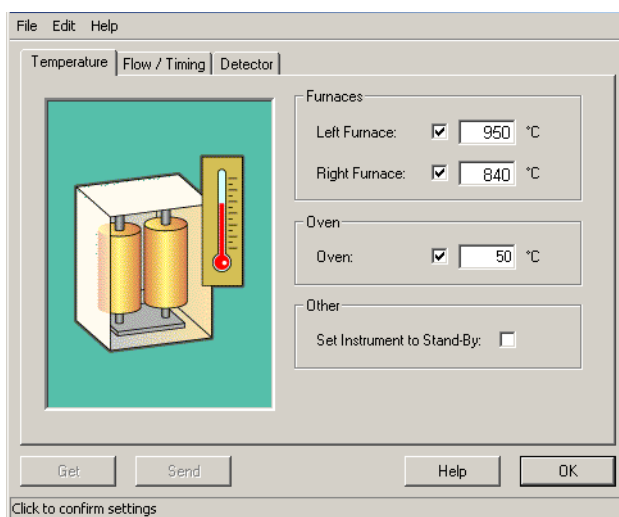 File Edit Help
Temperature Flow / Timing Detector
Furnaces
Left Furnace: 950 °C
Right Furnace: 840 °C
Oven
Oven: 50 °C
Other
Set Instrument to Stand-By:
Get Send Help OK
Click to confirm settings